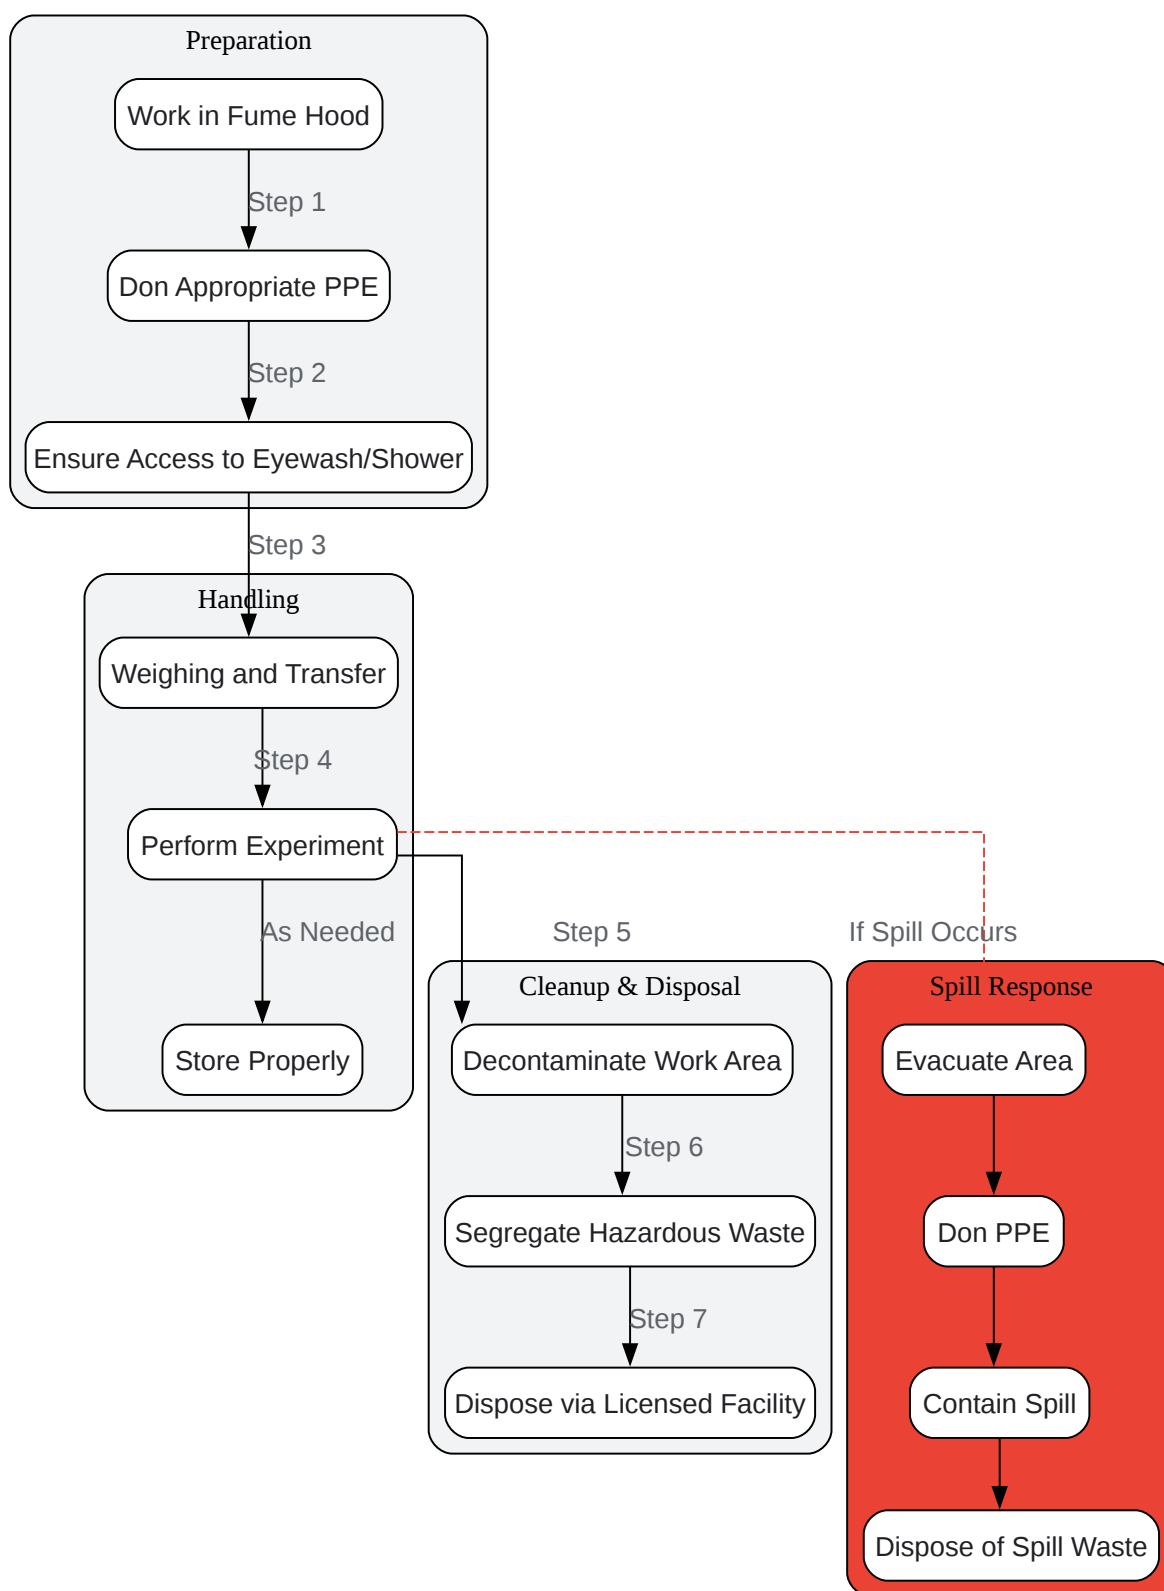 Preparation
Work in Fume Hood
Step 1
Don Appropriate PPE
Step 2
Ensure Access to Eyewash/Shower
Step 3
Handling
Weighing and Transfer
Step 4
Perform Experiment
As Needed
Store Properly
Step 5
Cleanup & Disposal
Decontaminate Work Area
Step 6
Segregate Hazardous Waste
Step 7
Dispose via Licensed Facility
If Spill Occurs
Spill Response
Evacuate Area
Don PPE
Contain Spill
Dispose of Spill Waste